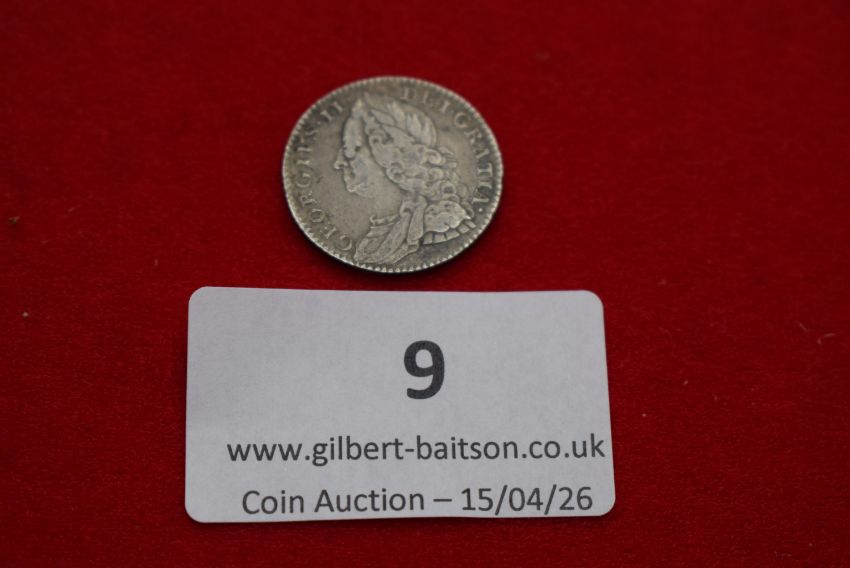 GEORGIUS·II DEI·GRATIA·
9
www.gilbert-baitson.co.uk
Coin Auction – 15/04/26